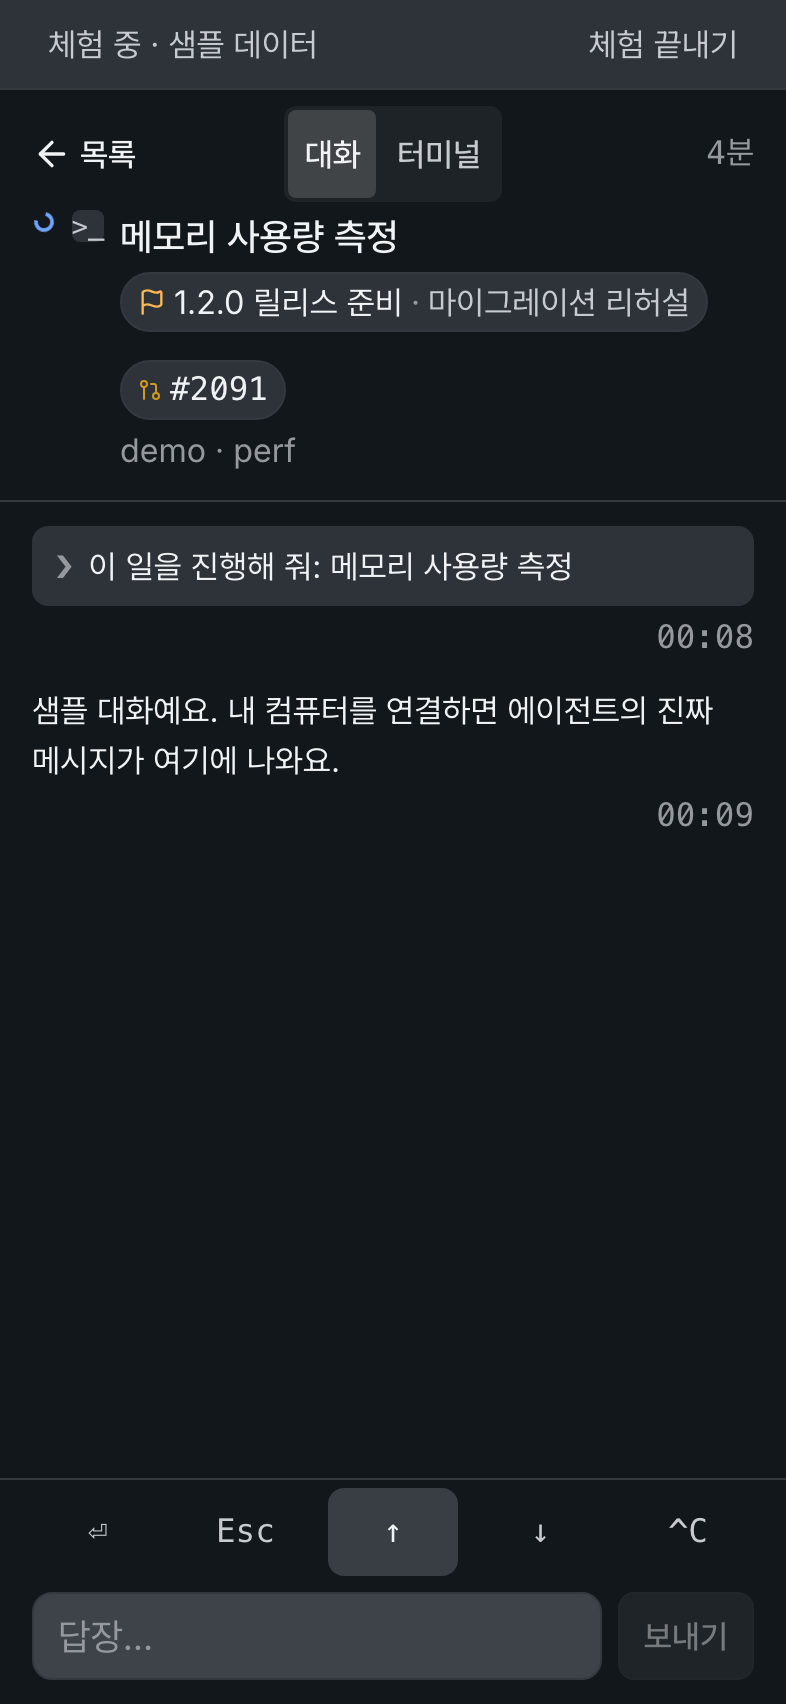 체험 중 · 샘플 데이터 체험 끝내기
← 목록 대화 터미널 4분
>_ 메모리 사용량 측정
1.2.0 릴리스 준비 · 마이그레이션 리허설
#2091
demo · perf
❯ 이 일을 진행해 줘: 메모리 사용량 측정
00:08
샘플 대화예요. 내 컴퓨터를 연결하면 에이전트의 진짜
메시지가 여기에 나와요.
00:09
⏎ Esc ↑ ↓ ^C
답장... 보내기